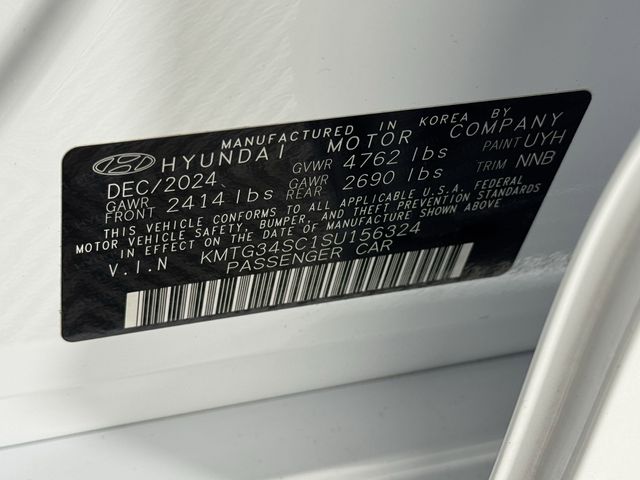 MANUFACTURED IN KOREA BY
HYUNDAI MOTOR COMPANY
DEC/2024 GVWR 4762 lbs PAINT UYH
GAWR FRONT 2414 lbs GAWR REAR 2690 lbs TRIM NNB
THIS VEHICLE CONFORMS TO ALL APPLICABLE U.S.A. FEDERAL
MOTOR VEHICLE SAFETY, BUMPER, AND THEFT PREVENTION STANDARDS
IN EFFECT ON THE DATE OF MANUFACTURE SHOWN ABOVE
V.I.N KMTG34SC1SU156324
PASSENGER CAR